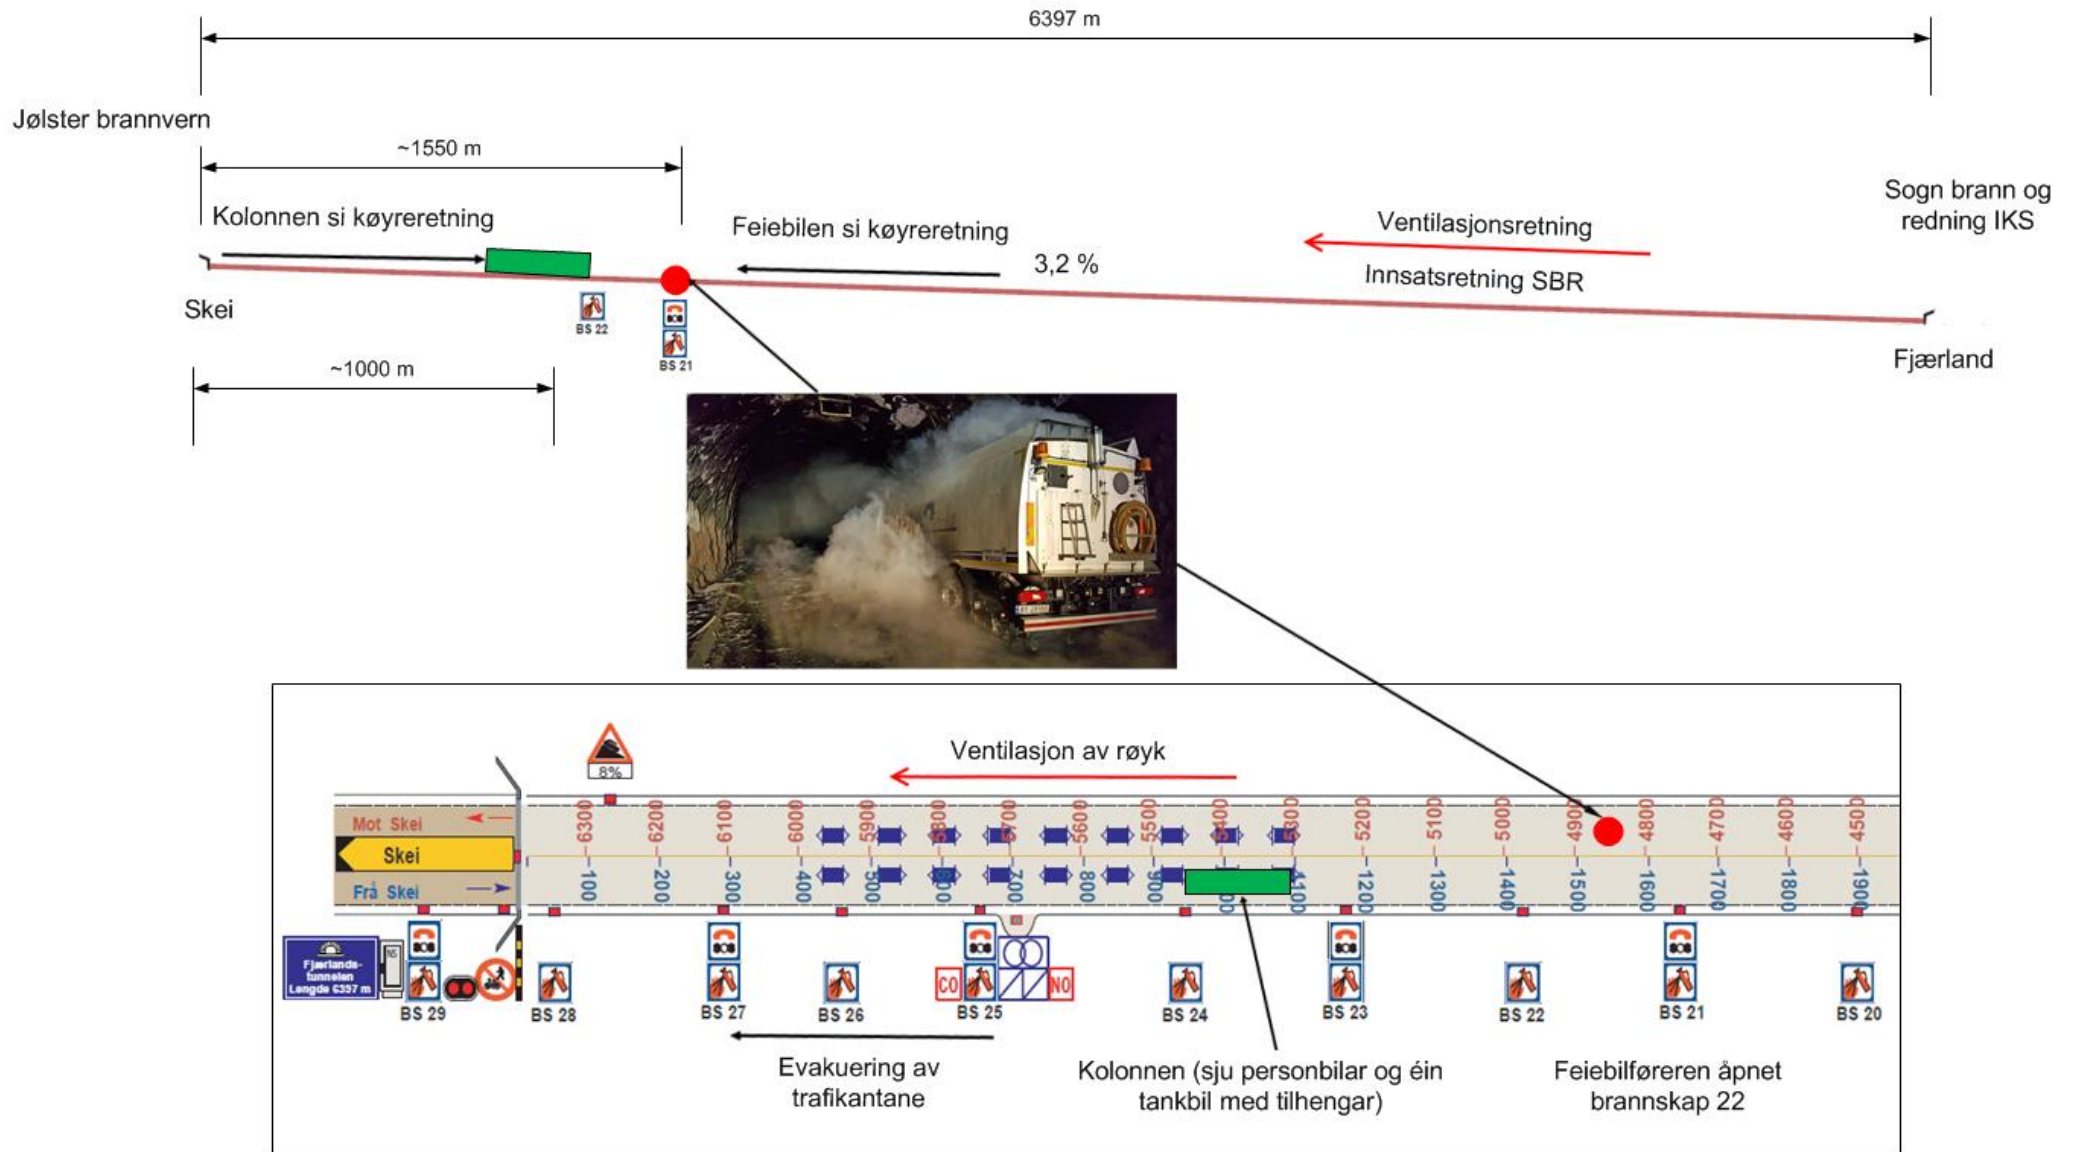 6397 m
Jølster brannvern
~1550 m
Sogn brann og
redning IKS
Kolonnen si køyreretning
Feiebilen si køyreretning
Ventilasjonsretning
3,2 %
Innsatsretning SBR
Skei
BS 22
BS 21
Fjærland
~1000 m
Ventilasjon av røyk
8%
Mot Skei
6300
6200
6100
6000
5900
5800
5700
5600
5500
5400
5300
5200
5100
5000
4900
4800
4700
4600
4500
Skei
Frå Skei
100
200
300
400
500
600
700
800
900
1100
1200
1300
1400
1500
1600
1700
1800
1900
Fjærlands-
tunnelen
Lengde 6397 m
NS
CO
NO
BS 29
BS 28
BS 27
BS 26
BS 25
BS 24
BS 23
BS 22
BS 21
BS 20
Evakuering av
trafikantane
Kolonnen (sju personbilar og éin
tankbil med tilhengar)
Feiebilføreren åpnet
brannskap 22